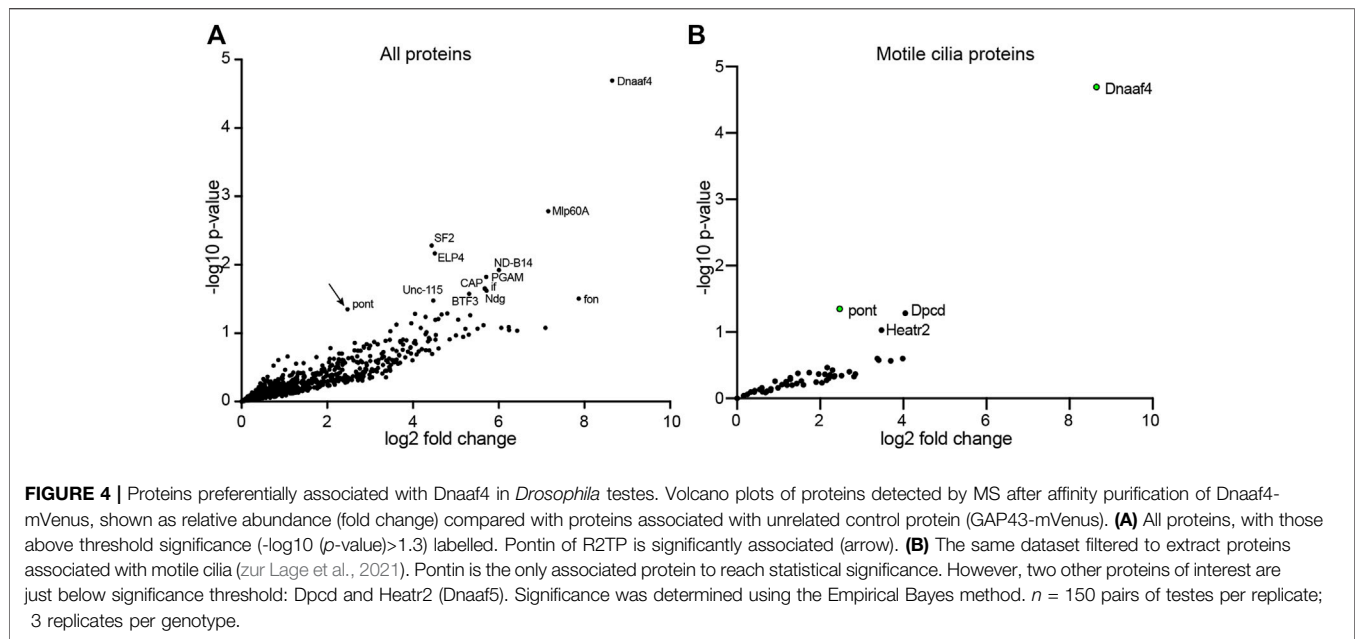 A
All proteins
5
4
3
2
1
0
-log10 p-value
Dnaaf4
Mlp60A
SF2
ELP4
ND-B14
PGAM
CAP
if
Unc-115
BTF3
Ndg
fon
pont
0 2 4 6 8 10
log2 fold change
B
Motile cilia proteins
5
4
3
2
1
0
-log10 p-value
Dnaaf4
pont
Dpcd
Heatr2
0 2 4 6 8 10
log2 fold change
FIGURE 4 | Proteins preferentially associated with Dnaaf4 in Drosophila testes. Volcano plots of proteins detected by MS after affinity purification of Dnaaf4-
mVenus, shown as relative abundance (fold change) compared with proteins associated with unrelated control protein (GAP43-mVenus). (A) All proteins, with those
above threshold significance (-log10 (p-value)>1.3) labelled. Pontin of R2TP is significantly associated (arrow). (B) The same dataset filtered to extract proteins
associated with motile cilia (zur Lage et al., 2021). Pontin is the only associated protein to reach statistical significance. However, two other proteins of interest are
just below significance threshold: Dpcd and Heatr2 (Dnaaf5). Significance was determined using the Empirical Bayes method. n = 150 pairs of testes per replicate;
3 replicates per genotype.